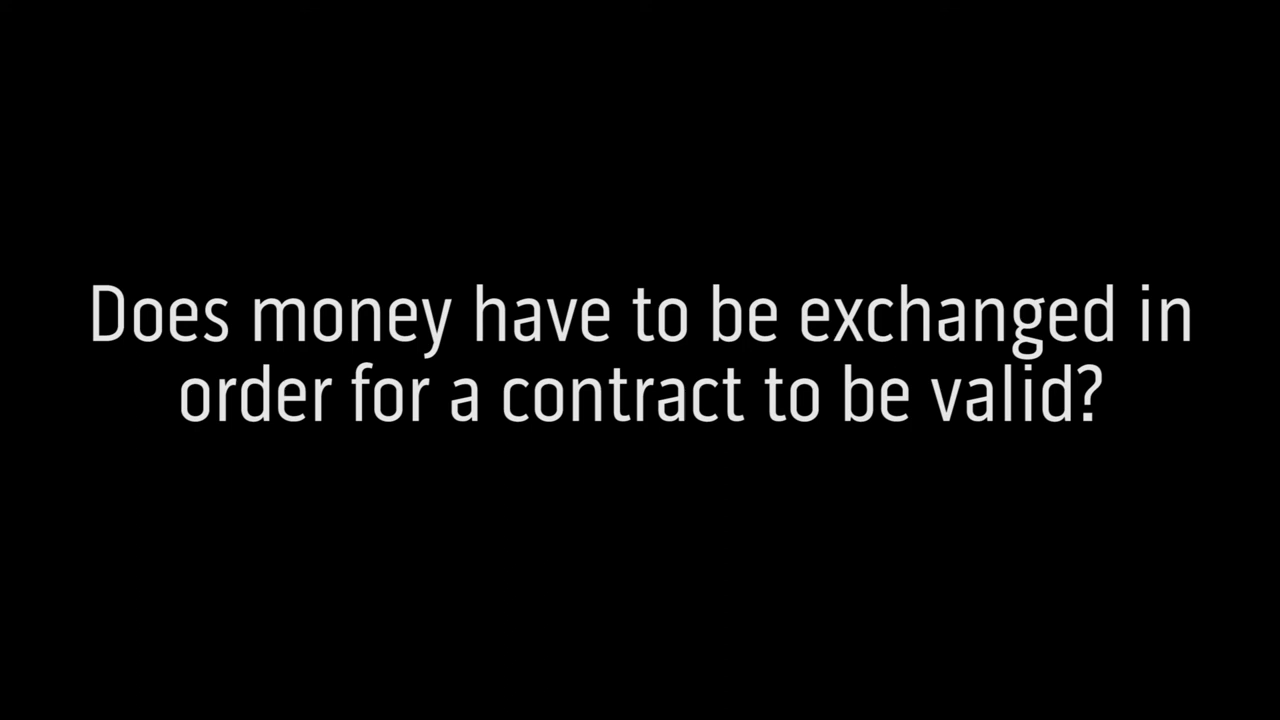 Does money have to be exchanged in
order for a contract to be valid?